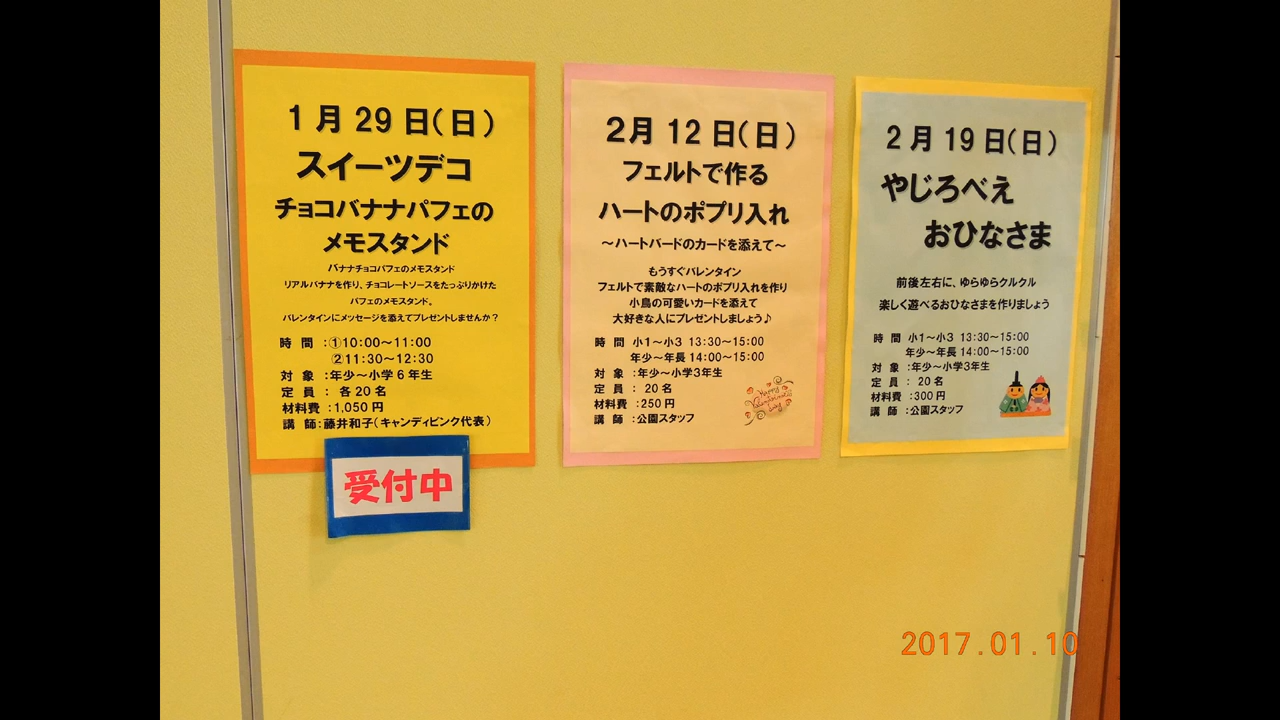 1月29日(日)
スイーツデコ
チョコバナナパフェの
メモスタンド
バナナチョコパフェのメモスタンド
リアルバナナを作り、チョコレートソースをたっぷりかけた
パフェのメモスタンド。
バレンタインにメッセージを添えてプレゼントしませんか?
時 間 :①10:00～11:00
②11:30～12:30
対 象 :年少～小学6年生
定 員 : 各20名
材料費 :1,050円
講 師:藤井和子(キャンディピンク代表)
受付中
2月12日(日)
フェルトで作る
ハートのポプリ入れ
～ハートバードのカードを添えて～
もうすぐバレンタイン
フェルトで素敵なハートのポプリ入れを作り
小鳥の可愛いカードを添えて
大好きな人にプレゼントしましょう♪
時 間 小1～小3 13:30～15:00
年少～年長 14:00～15:00
対 象 :年少～小学3年生
定 員 : 20名
材料費 :250円
講 師 :公園スタッフ
Happy
Valentine's
day
2月19日(日)
やじろべえ
おひなさま
前後左右に、ゆらゆらクルクル
楽しく遊べるおひなさまを作りましょう
時 間 小1～小3 13:30～15:00
年少～年長 14:00～15:00
対 象 :年少～小学3年生
定 員 : 20名
材料費 :300円
講 師 :公園スタッフ
2017.01.10